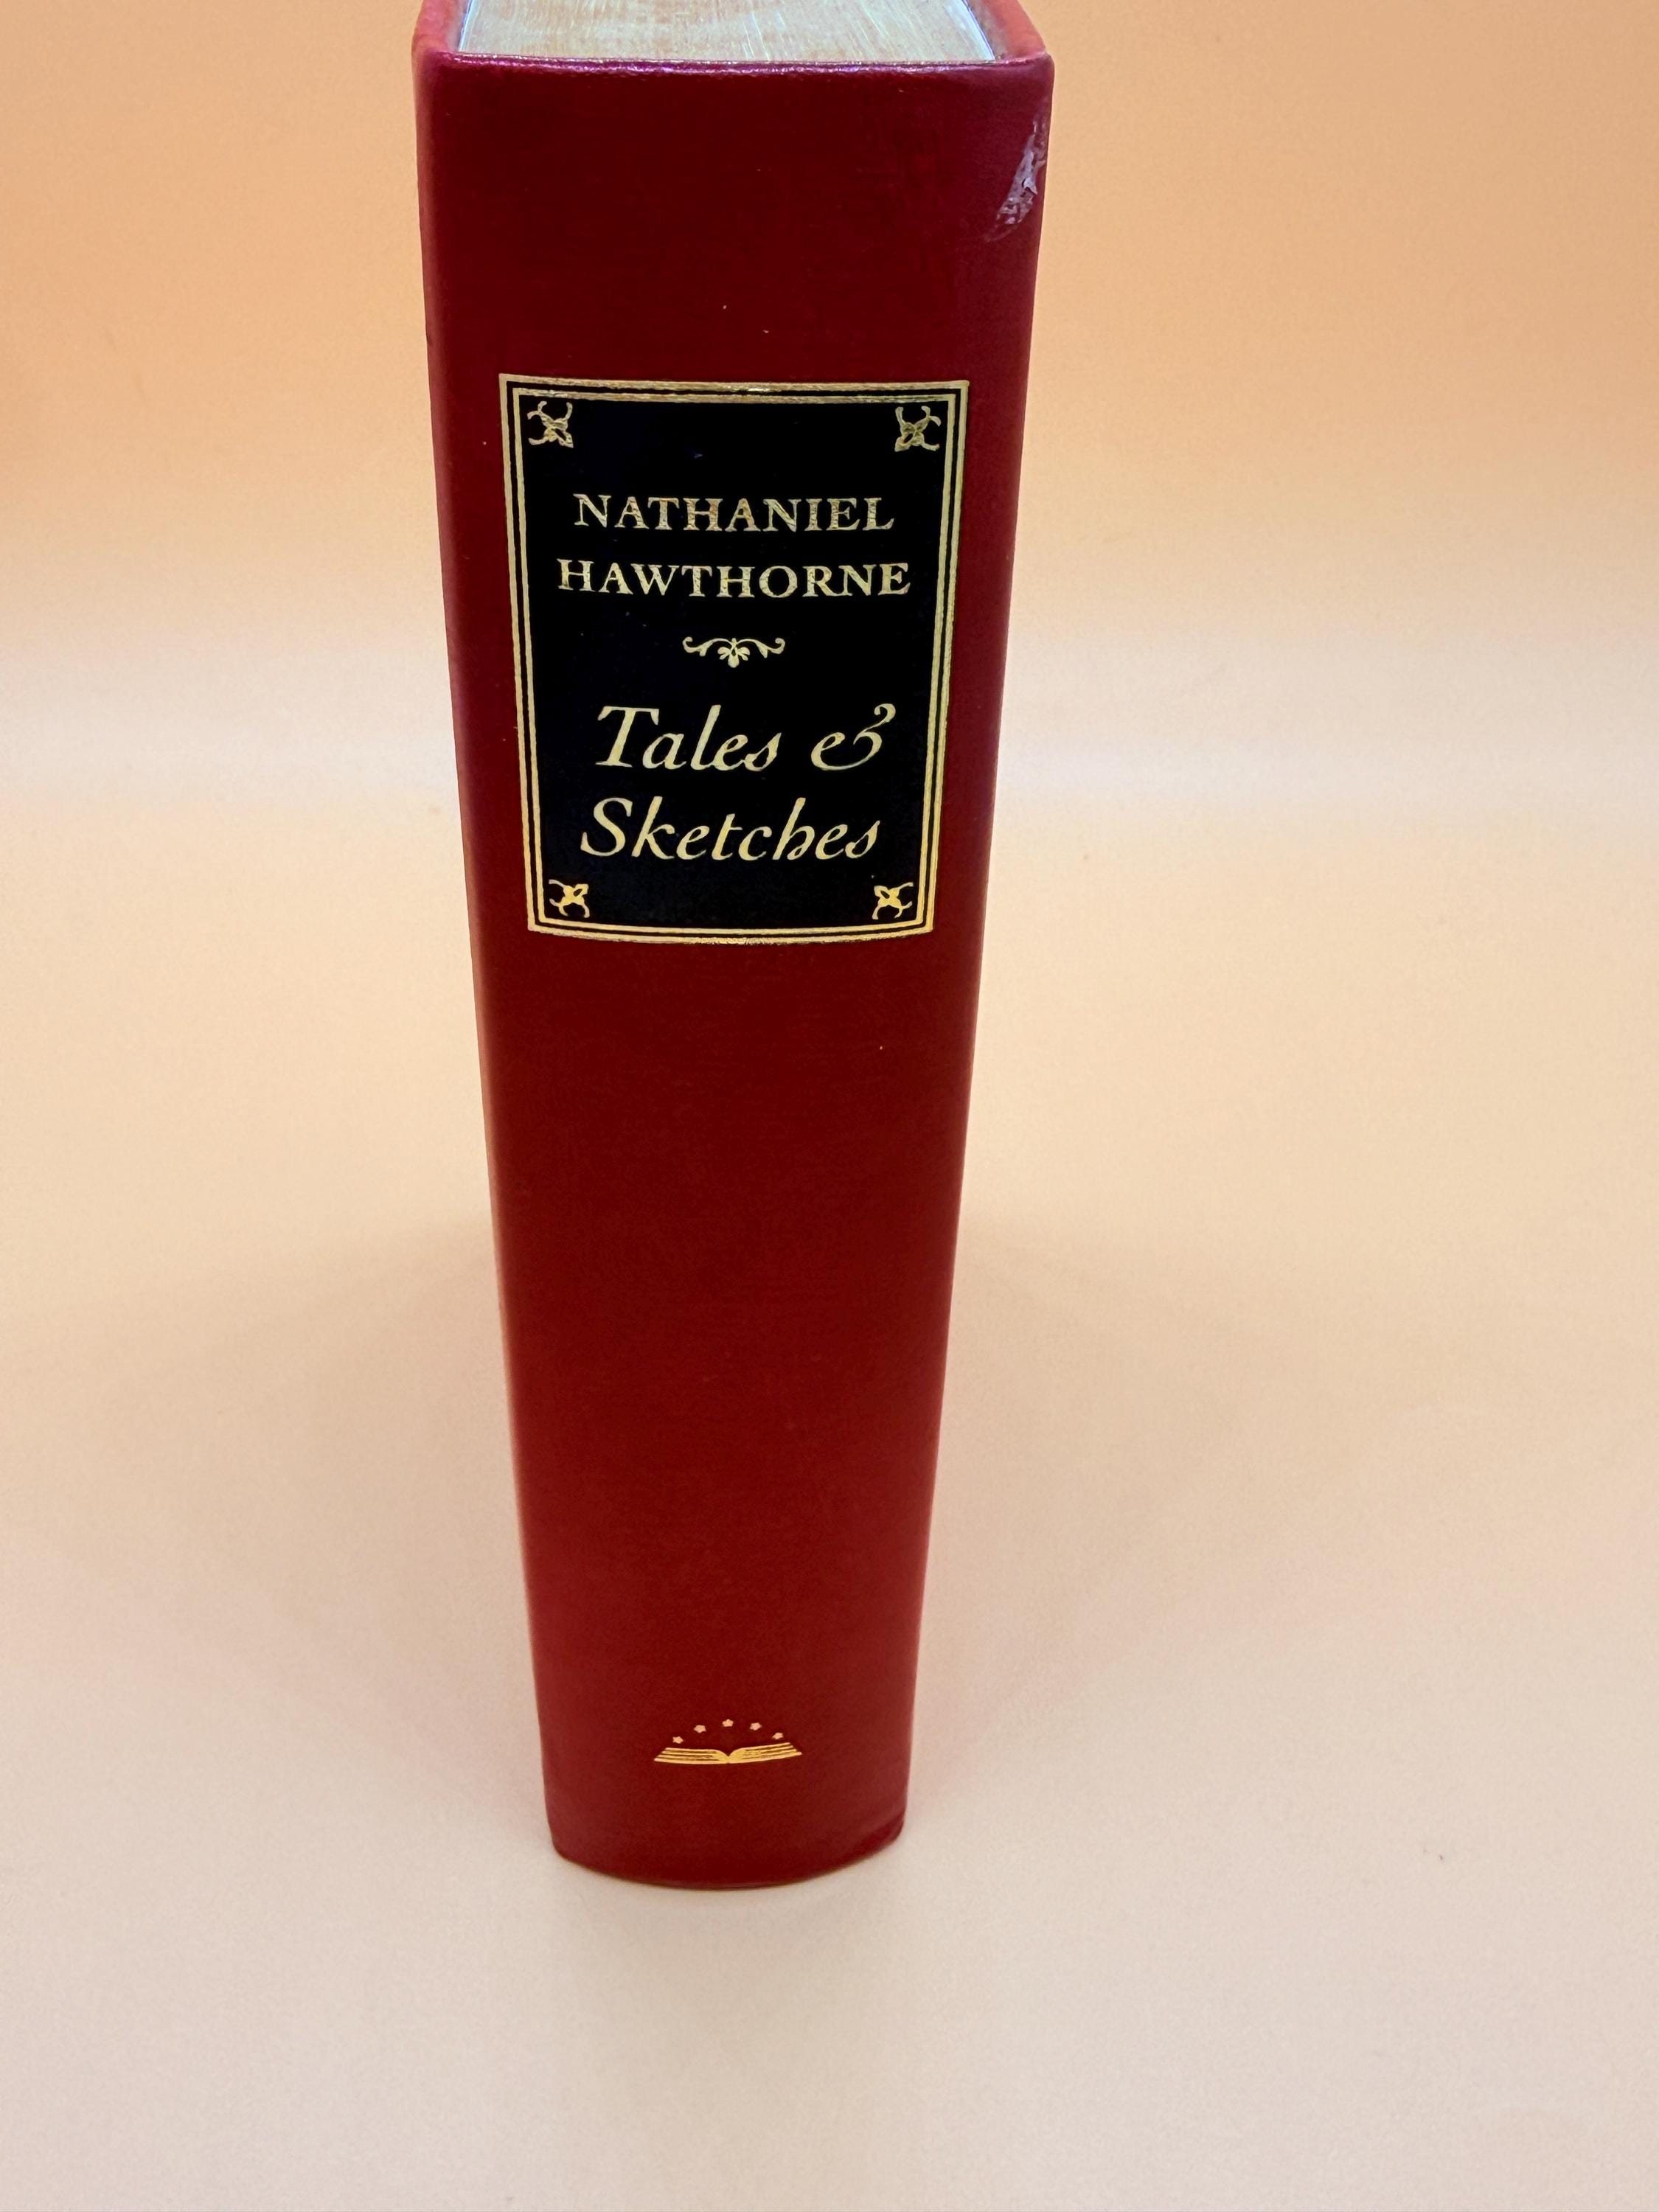 NATHANIEL
HAWTHORNE
Tales &
Sketches